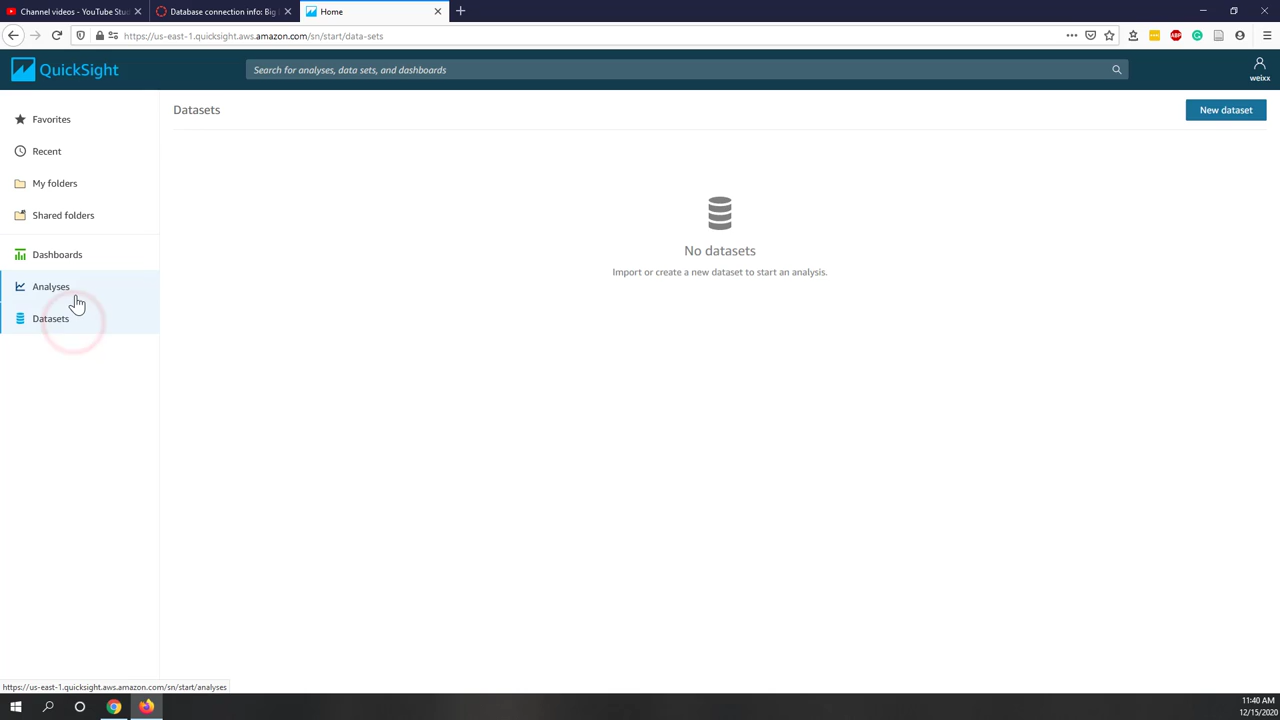 Channel videos - YouTube Stud
Database connection info: Big
Home
https://us-east-1.quicksight.aws.amazon.com/sn/start/data-sets
QuickSight
Search for analyses, data sets, and dashboards
weixx
Favorites
Recent
My folders
Shared folders
Dashboards
Analyses
Datasets
Datasets
New dataset
No datasets
Import or create a new dataset to start an analysis.
https://us-east-1.quicksight.aws.amazon.com/sn/start/analyses
11:40 AM
12/15/2020